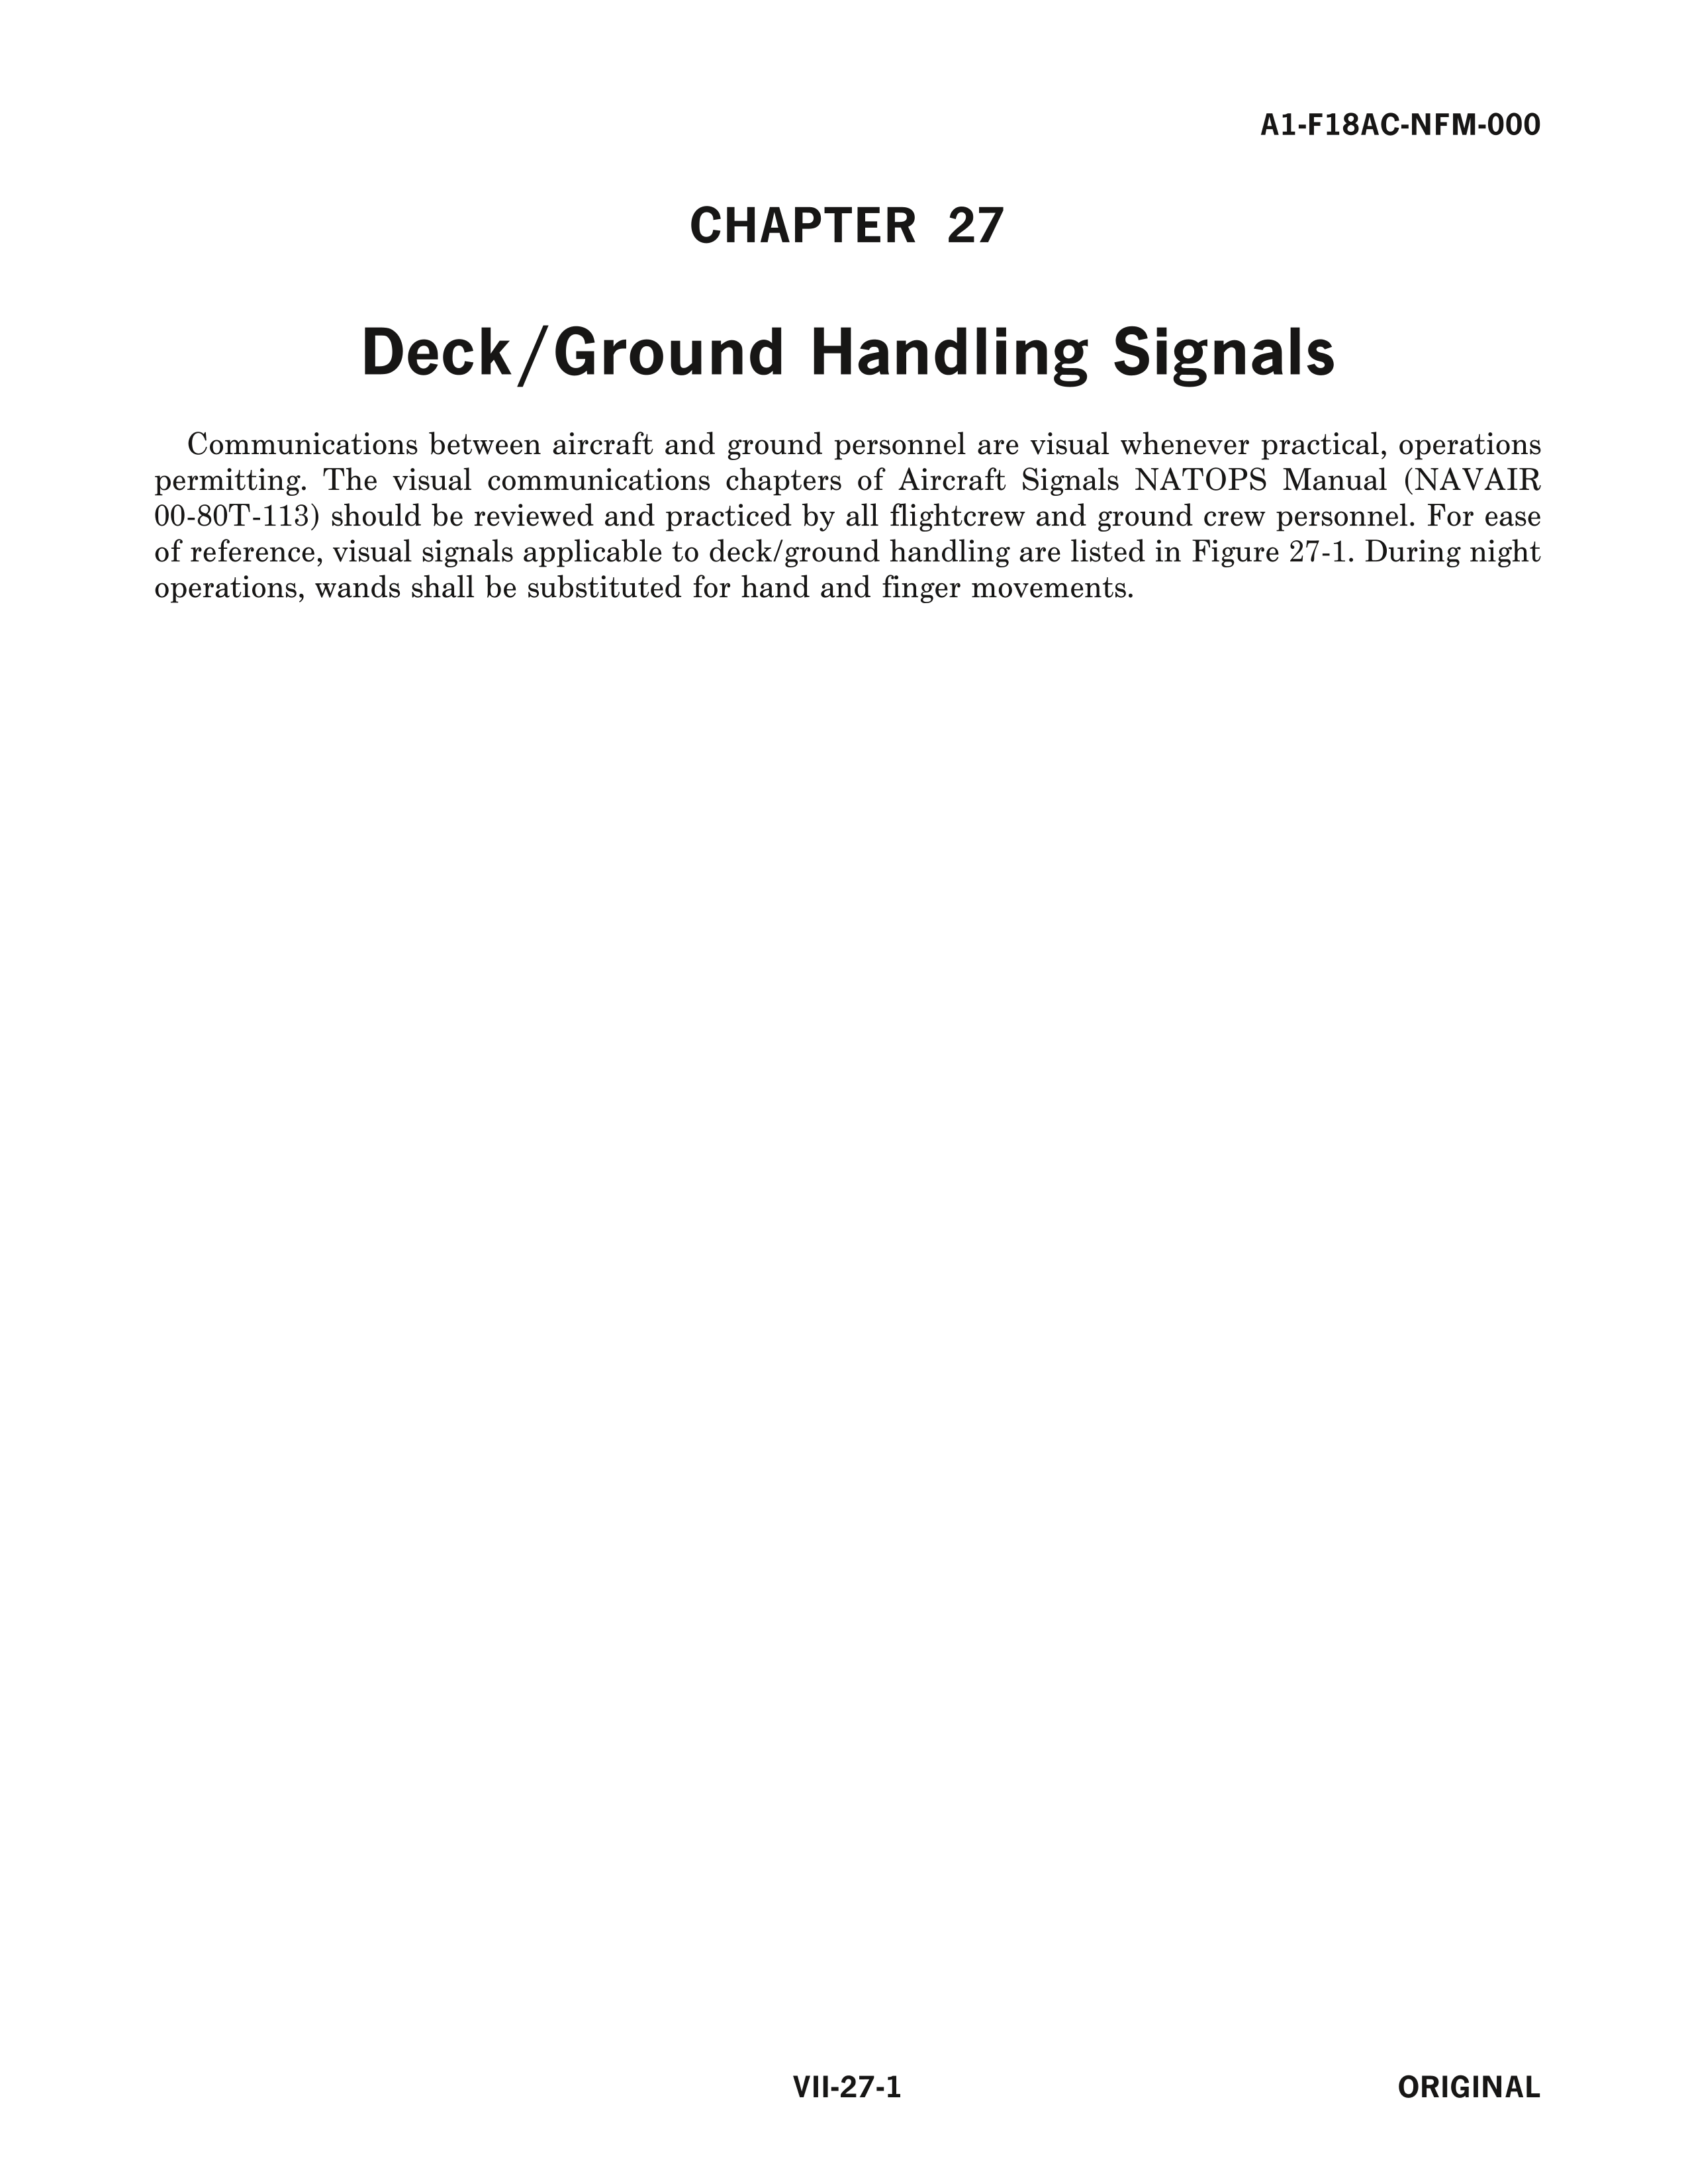 A1-F18AC-NFM-000
CHAPTER 27
Deck/Ground Handling Signals
Communications between aircraft and ground personnel are visual whenever practical, operations
permitting. The visual communications chapters of Aircraft Signals NATOPS Manual (NAVAIR
00-80T-113) should be reviewed and practiced by all flightcrew and ground crew personnel. For ease
of reference, visual signals applicable to deck/ground handling are listed in Figure 27-1. During night
operations, wands shall be substituted for hand and finger movements.
VII-27-1
ORIGINAL